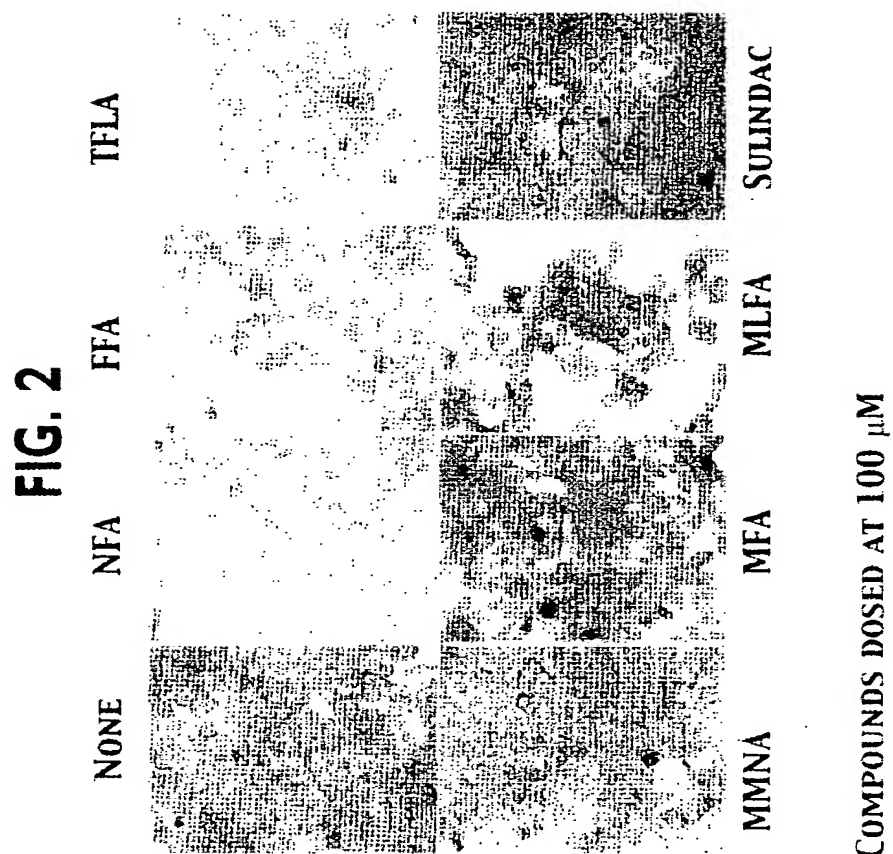 FIG. 2
NONE NFA FFA TFLA
MMNA MFA MLFA SULINDAC
COMPOUNDS DOSED AT 100 µM